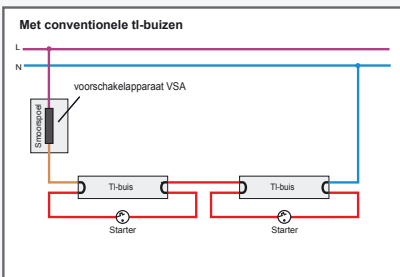 Met conventionele tl-buizen
L
N
voorschakelapparaat VSA
Smoorspoel
Tl-buis
Tl-buis
Starter
Starter